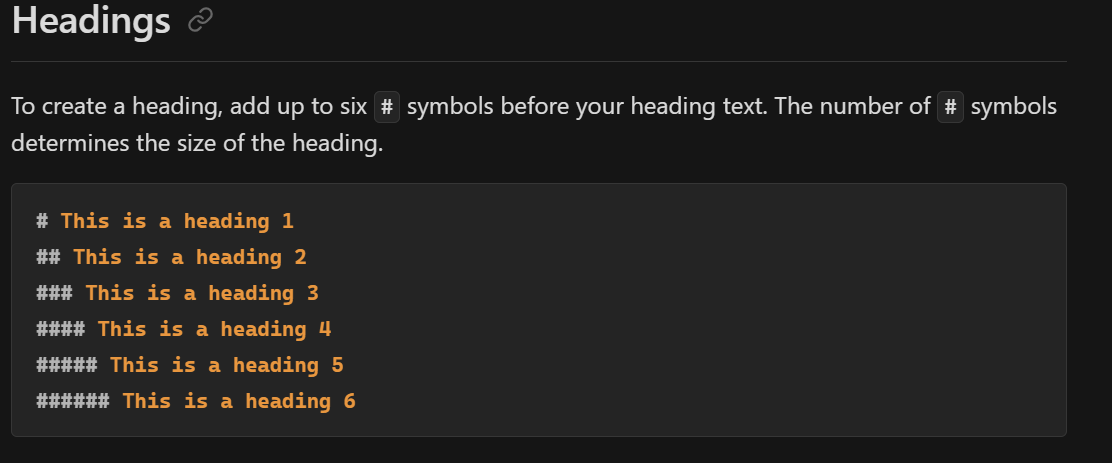 Headings
To create a heading, add up to six # symbols before your heading text. The number of # symbols
determines the size of the heading.
# This is a heading 1
## This is a heading 2
### This is a heading 3
#### This is a heading 4
##### This is a heading 5
###### This is a heading 6